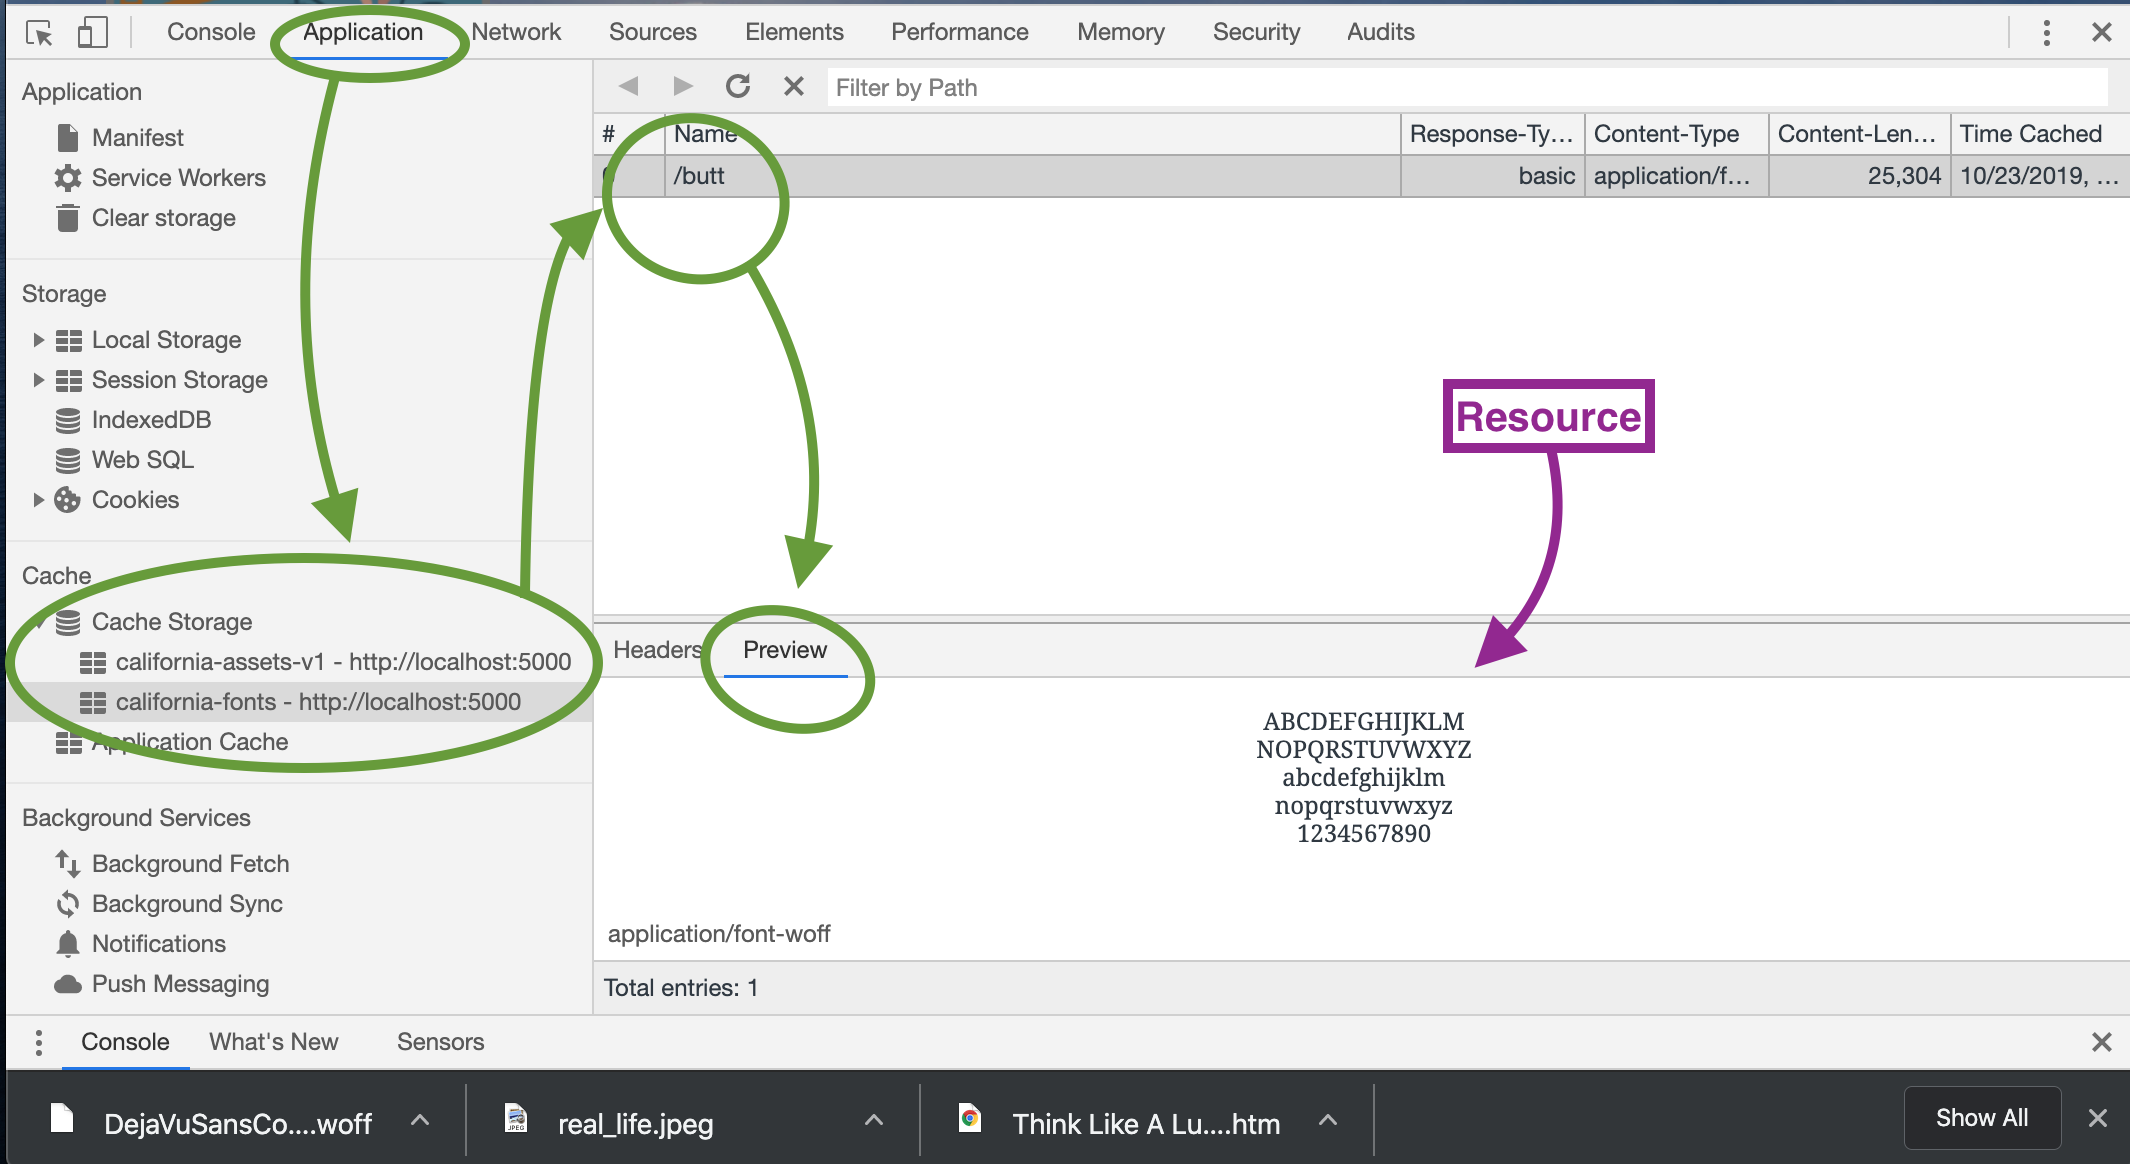 Console Application Network Sources Elements Performance Memory Security Audits
Application
Manifest
Service Workers
Clear storage
Storage
Local Storage
Session Storage
IndexedDB
Web SQL
Cookies
Cache
Cache Storage
california-assets-v1 - http://localhost:5000
california-fonts - http://localhost:5000
Application Cache
Background Services
Background Fetch
Background Sync
Notifications
Push Messaging
Filter by Path
# Name Response-Ty... Content-Type Content-Len... Time Cached
0 /butt basic application/f... 25,304 10/23/2019, ...
Resource
Headers Preview
ABCDEFGHIJKLM
NOPQRSTUVWXYZ
abcdefghijklm
nopqrstuvwxyz
1234567890
application/font-woff
Total entries: 1
Console What's New Sensors
DejaVuSansCo....woff real_life.jpeg Think Like A Lu....htm Show All